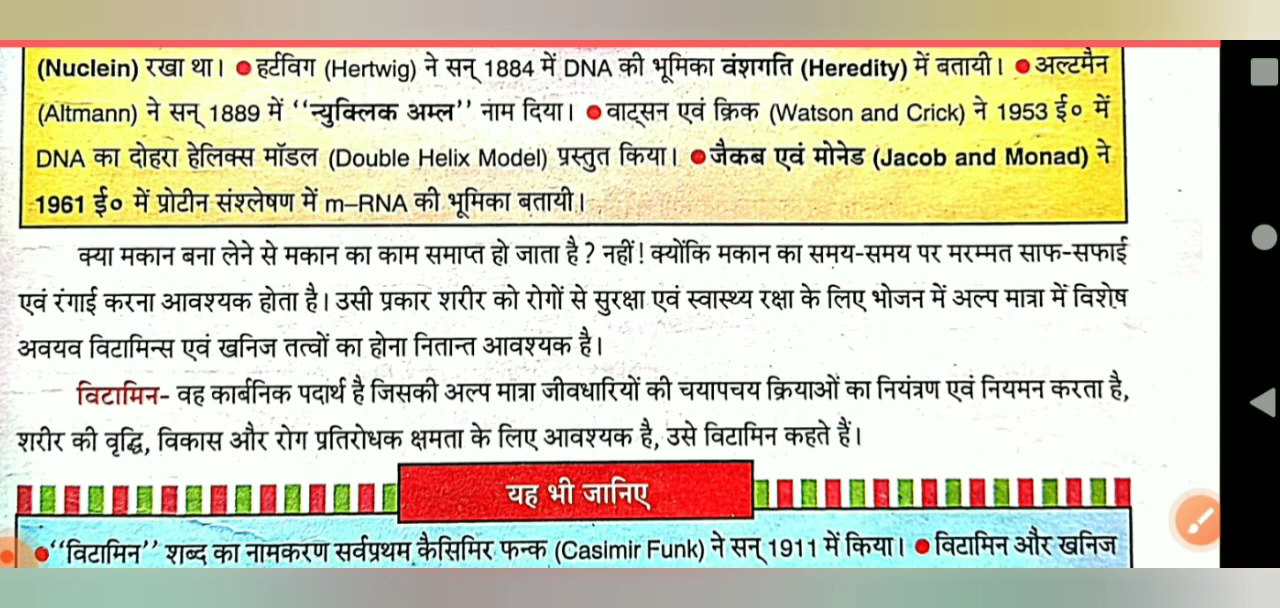 (Nuclein) रखा था। ● हर्टविग (Hertwig) ने सन् 1884 में DNA की भूमिका वंशगति (Heredity) में बतायी। ● अल्टमैन
(Altmann) ने सन् 1889 में ‘‘न्युक्लिक अम्ल’’ नाम दिया। ● वाट्सन एवं क्रिक (Watson and Crick) ने 1953 ई० में
DNA का दोहरा हेलिक्स मॉडल (Double Helix Model) प्रस्तुत किया। ● जैकब एवं मोनेड (Jacob and Monad) ने
1961 ई० में प्रोटीन संश्लेषण में m–RNA की भूमिका बतायी।
क्या मकान बना लेने से मकान का काम समाप्त हो जाता है ? नहीं ! क्योंकि मकान का समय-समय पर मरम्मत साफ-सफाई
एवं रंगाई करना आवश्यक होता है। उसी प्रकार शरीर को रोगों से सुरक्षा एवं स्वास्थ्य रक्षा के लिए भोजन में अल्प मात्रा में विशेष
अवयव विटामिन्स एवं खनिज तत्वों का होना नितान्त आवश्यक है।
विटामिन- वह कार्बनिक पदार्थ है जिसकी अल्प मात्रा जीवधारियों की चयापचय क्रियाओं का नियंत्रण एवं नियमन करता है,
शरीर की वृद्धि, विकास और रोग प्रतिरोधक क्षमता के लिए आवश्यक है, उसे विटामिन कहते हैं।
यह भी जानिए
● ‘‘विटामिन’’ शब्द का नामकरण सर्वप्रथम कैसिमिर फन्क (Casimir Funk) ने सन् 1911 में किया। ● विटामिन और खनिज